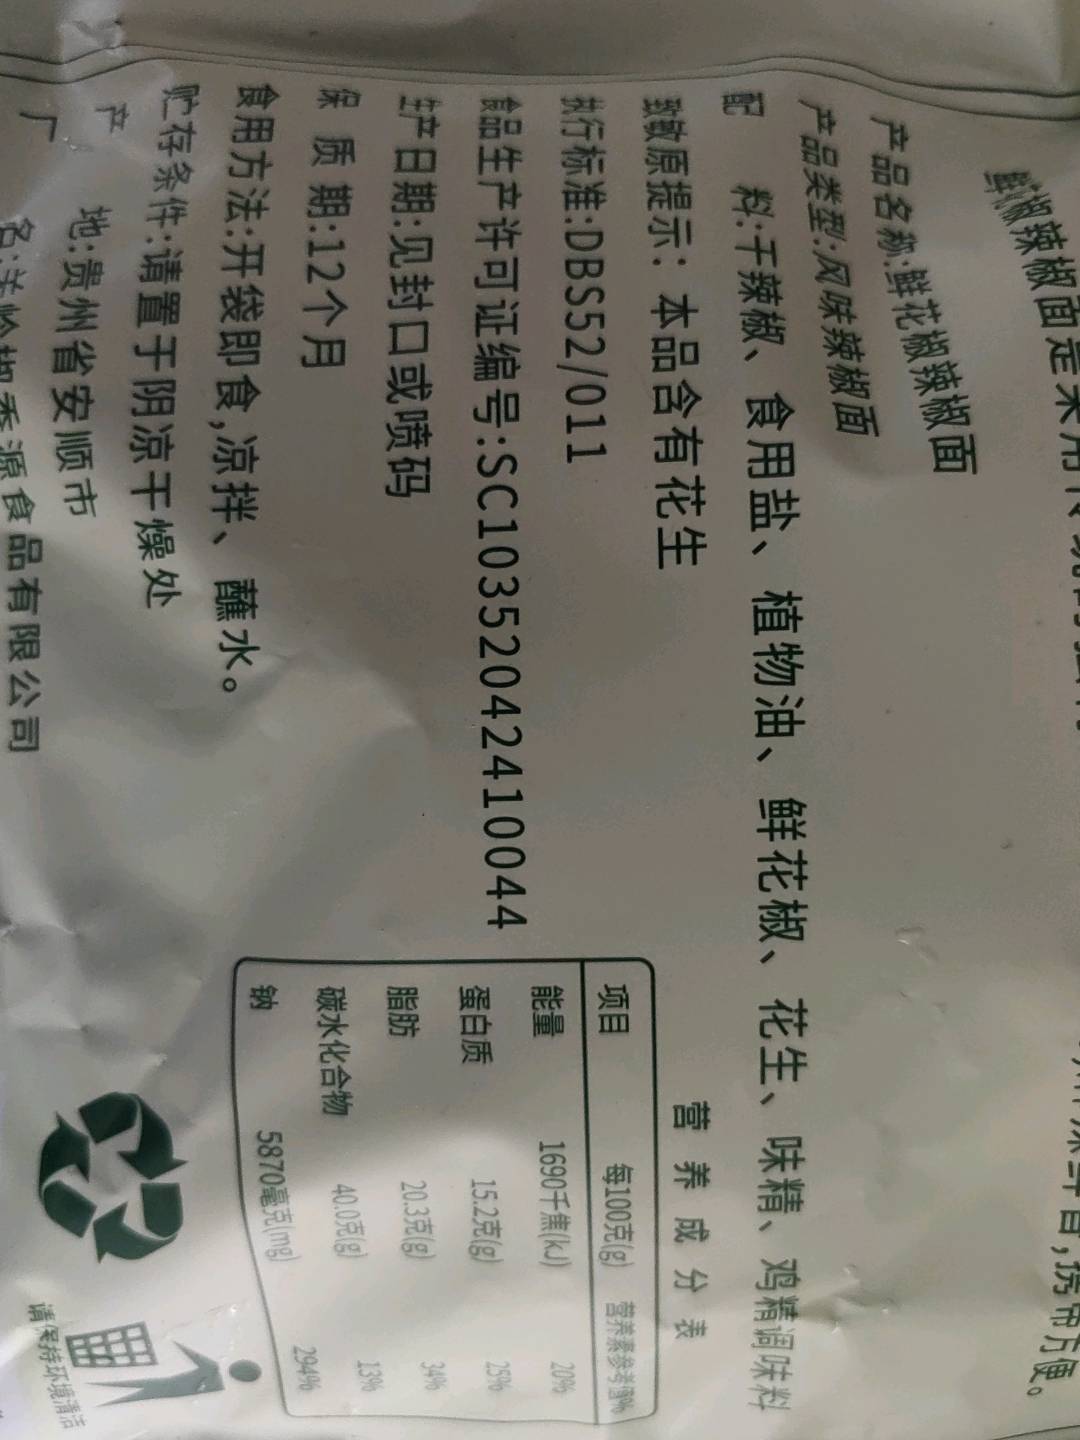 鲜椒辣椒面是采用
携带方便。
产品名称:鲜花椒辣椒面
产品类型:风味辣椒面
配 料:干辣椒、食用盐、植物油、鲜花椒、花生、味精、鸡精调味料
致敏原提示: 本品含有花生
执行标准:DBS52/011
食品生产许可证编号:SC10352042410044
生产日期:见封口或喷码
保 质 期:12个月
食用方法:开袋即食,凉拌、蘸水。
贮存条件:请置于阴凉干燥处
产 地:贵州省安顺市
厂 名: 椒香源食品有限公司
营养成分表
项目 每100克(g) 营养素参考值%
能量 1690千焦(kJ) 20%
蛋白质 15.2克(g) 25%
脂肪 20.3克(g) 34%
碳水化合物 40.0克(g) 13%
钠 5870毫克(mg) 294%
请保持环境清洁